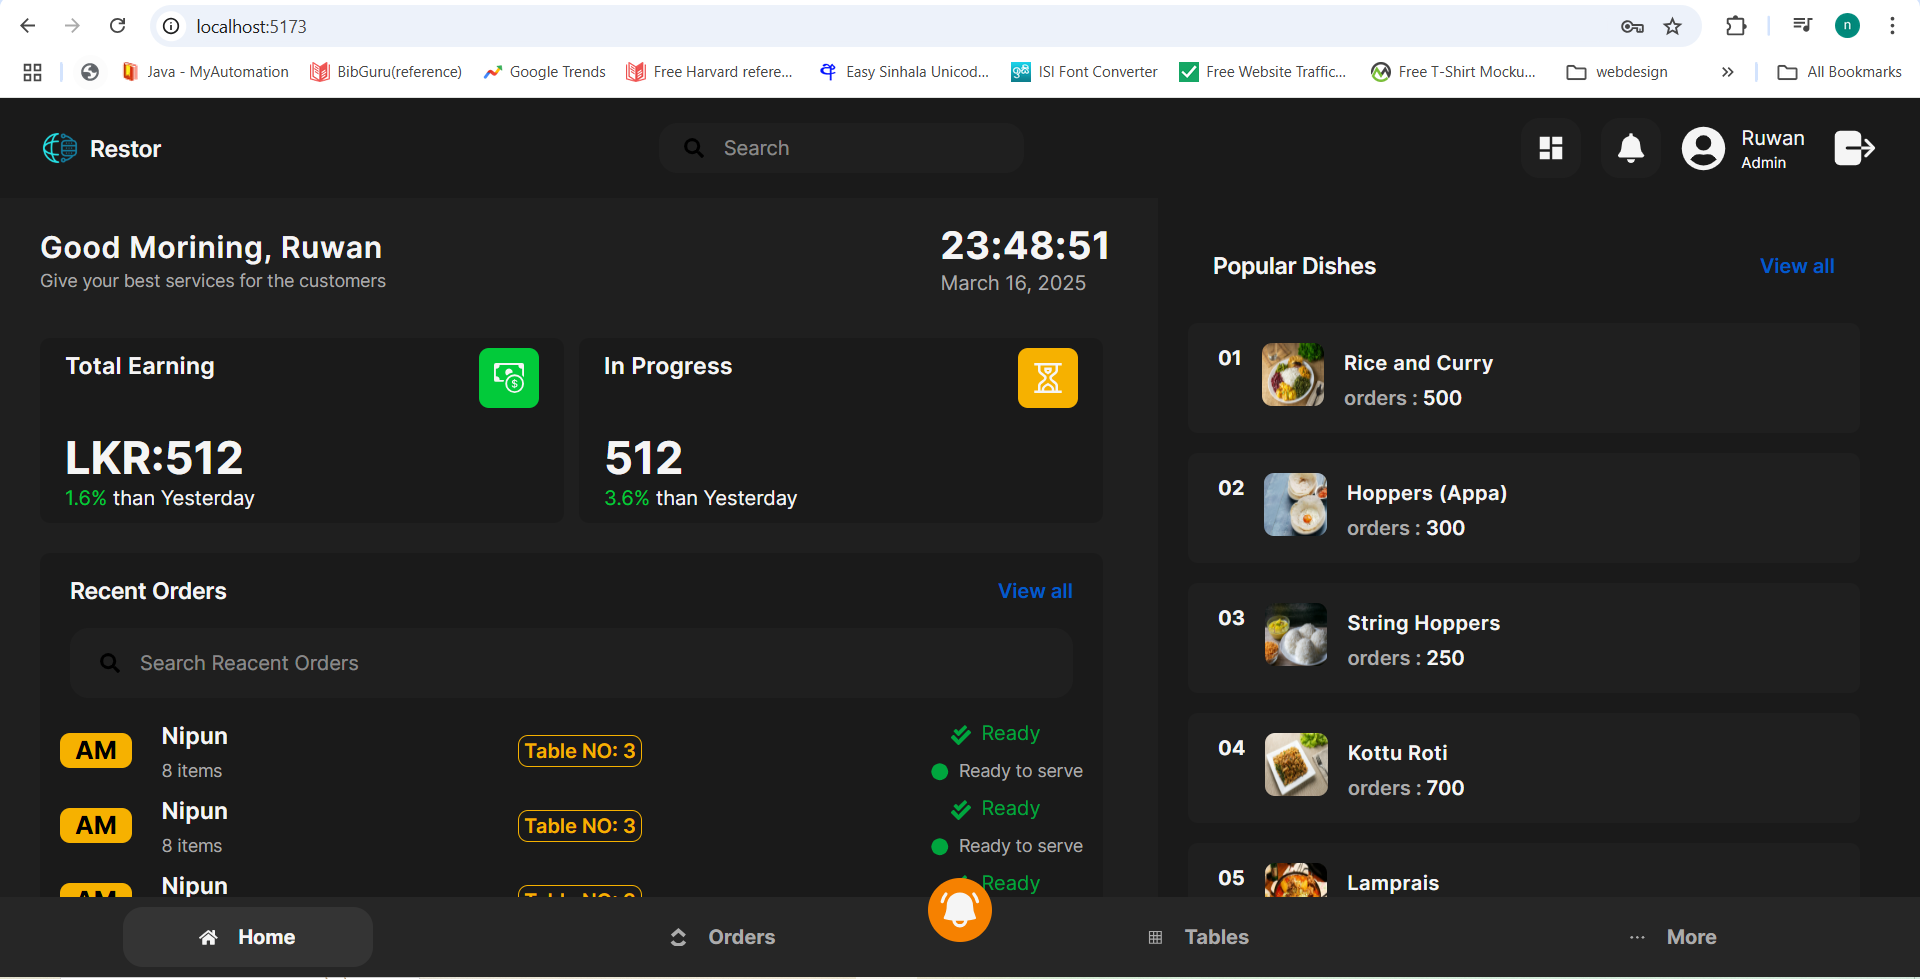 localhost:5173
n
Java - MyAutomation
BibGuru(reference)
Google Trends
Free Harvard refere...
Easy Sinhala Unicod...
ISI Font Converter
Free Website Traffic...
Free T-Shirt Mocku...
webdesign
All Bookmarks
Restor
Search
Ruwan
Admin
Good Morining, Ruwan
Give your best services for the customers
23:48:51
March 16, 2025
Total Earning
LKR:512
1.6% than Yesterday
In Progress
512
3.6% than Yesterday
Recent Orders
View all
Search Reacent Orders
AM
Nipun
8 items
Table NO: 3
Ready
Ready to serve
AM
Nipun
8 items
Table NO: 3
Ready
Ready to serve
AM
Nipun
Table NO: 3
Ready
Popular Dishes
View all
01
Rice and Curry
orders : 500
02
Hoppers (Appa)
orders : 300
03
String Hoppers
orders : 250
04
Kottu Roti
orders : 700
05
Lamprais
Home
Orders
Tables
More